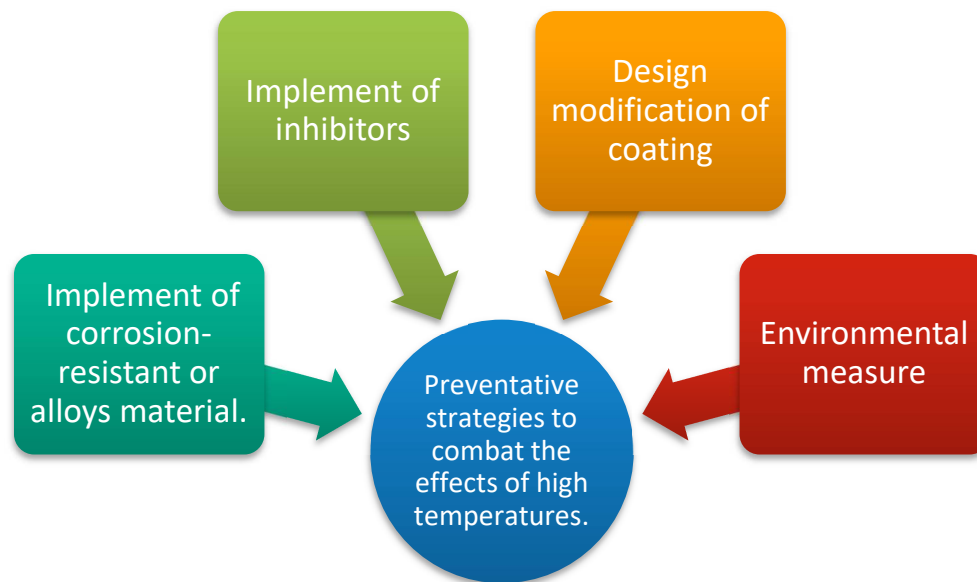 Implement of
inhibitors
Design
modification of
coating
Implement of
corrosion-
resistant or
alloys material.
Environmental
measure
Preventative
strategies to
combat the
effects of high
temperatures.